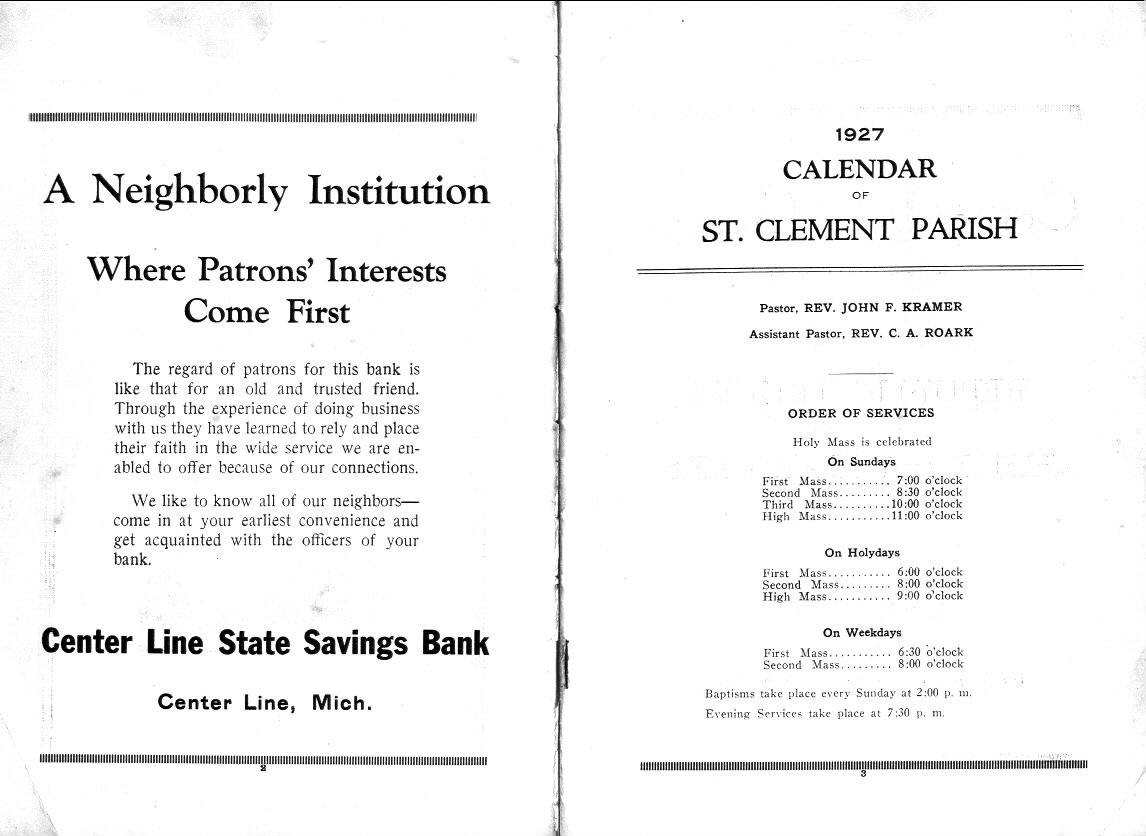 A Neighborly Institution
Where Patrons' Interests
Come First
The regard of patrons for this bank is
like that for an old and trusted friend.
Through the experience of doing business
with us they have learned to rely and place
their faith in the wide service we are en-
abled to offer because of our connections.
We like to know all of our neighbors—
come in at your earliest convenience and
get acquainted with the officers of your
bank.
Center Line State Savings Bank
Center Line, Mich.
2
1927
CALENDAR
OF
ST. CLEMENT PARISH
Pastor, REV. JOHN F. KRAMER
Assistant Pastor, REV. C. A. ROARK
ORDER OF SERVICES
Holy Mass is celebrated
On Sundays
First Mass........... 7:00 o'clock
Second Mass......... 8:30 o'clock
Third Mass..........10:00 o'clock
High Mass...........11:00 o'clock
On Holydays
First Mass........... 6:00 o'clock
Second Mass......... 8:00 o'clock
High Mass........... 9:00 o'clock
On Weekdays
First Mass........... 6:30 o'clock
Second Mass......... 8:00 o'clock
Baptisms take place every Sunday at 2:00 p. m.
Evening Services take place at 7:30 p. m.
3